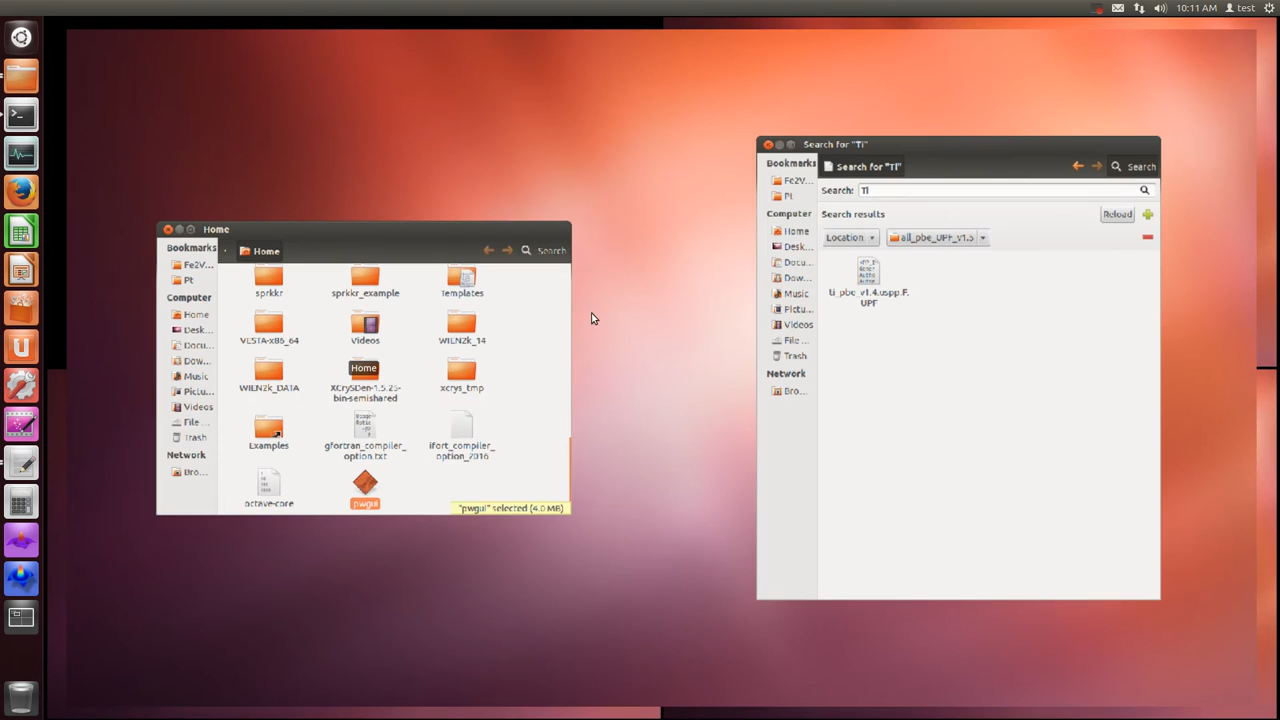 10:11 AM
test
Home
Bookmarks
Fe2V...
Pt
Computer
Home
Desk...
Docu...
Dow...
Music
Pictu...
Videos
File ...
Trash
Network
Bro...
Home
Search
sprkkr
sprkkr_example
Templates
VESTA-x86_64
Videos
WIEN2k_14
Home
WIEN2k_DATA
XCrySDen-1.5.25-
bin-semishared
xcrys_tmp
Examples
gfortran_compiler_
option.txt
ifort_compiler_
option_2016
octave-core
pwgui
"pwgui" selected (4.0 MB)
Search for "Ti"
Bookmarks
Fe2V...
Pt
Computer
Home
Desk...
Docu...
Dow...
Music
Pictu...
Videos
File ...
Trash
Network
Bro...
Search for "Ti"
Search
Search: Ti
Search results
Reload
Location
all_pbe_UPF_v1.5
ti_pbe_v1.4.uspp.F.
UPF